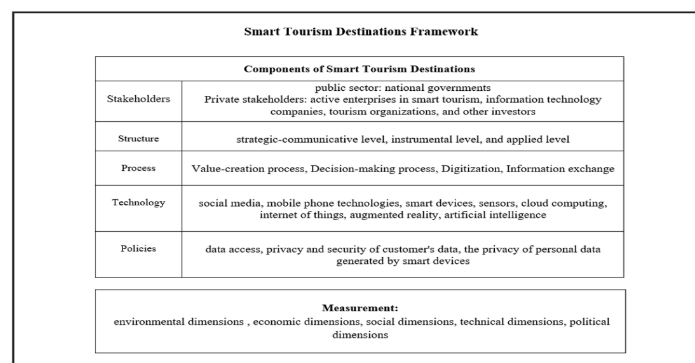 Smart Tourism Destinations Framework
Components of Smart Tourism Destinations
Stakeholders
public sector: national governments
Private stakeholders: active enterprises in smart tourism, information technology
companies, tourism organizations, and other investors
Structure
strategic-communicative level, instrumental level, and applied level
Process
Value-creation process, Decision-making process, Digitization, Information exchange
Technology
social media, mobile phone technologies, smart devices, sensors, cloud computing,
internet of things, augmented reality, artificial intelligence
Policies
data access, privacy and security of customer's data, the privacy of personal data
generated by smart devices
Measurement:
environmental dimensions , economic dimensions, social dimensions, technical dimensions, political
dimensions